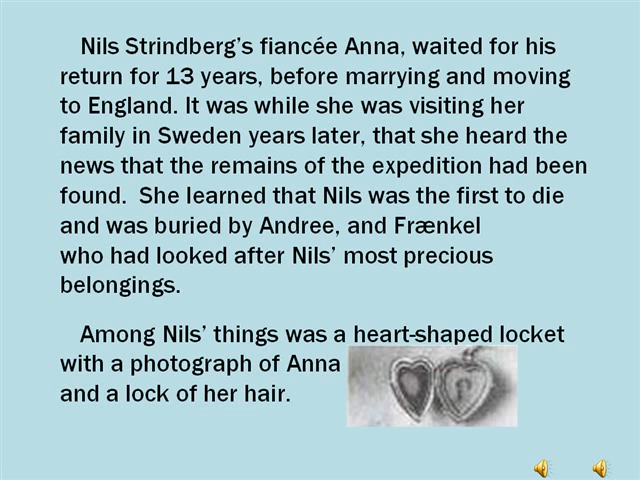 Nils Strindberg’s fiancée Anna, waited for his
return for 13 years, before marrying and moving
to England. It was while she was visiting her
family in Sweden years later, that she heard the
news that the remains of the expedition had been
found.  She learned that Nils was the first to die
and was buried by Andree, and Frænkel
who had looked after Nils’ most precious
belongings.
Among Nils’ things was a heart-shaped locket
with a photograph of Anna
and a lock of her hair.